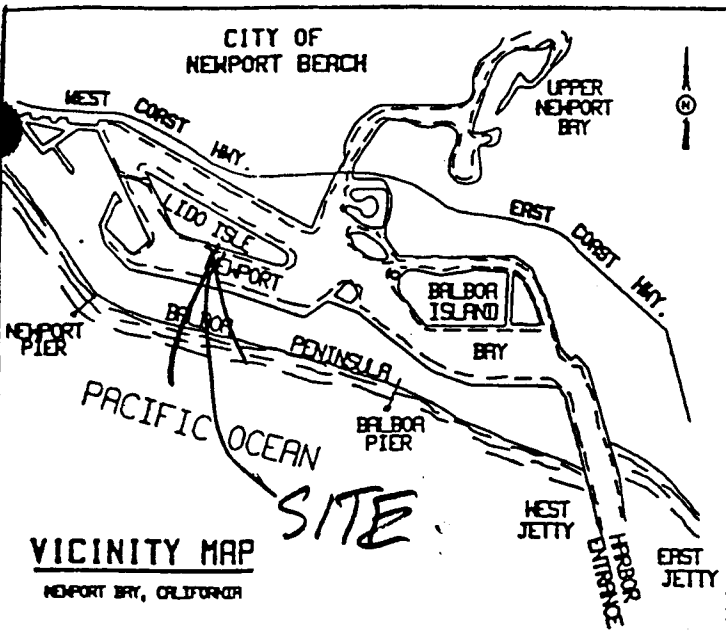 CITY OF
NEWPORT BEACH
WEST COAST HWY.
UPPER
NEWPORT
BAY
N
EAST COAST HWY.
LIDO ISLE
NEWPORT
BALBOA
ISLAND
BAY
NEWPORT
PIER
BALBOA
PENINSULA
BALBOA
PIER
PACIFIC OCEAN
SITE
WEST
JETTY
HARBOR
ENTRANCE
EAST
JETTY
VICINITY MAP
NEWPORT BAY, CALIFORNIA